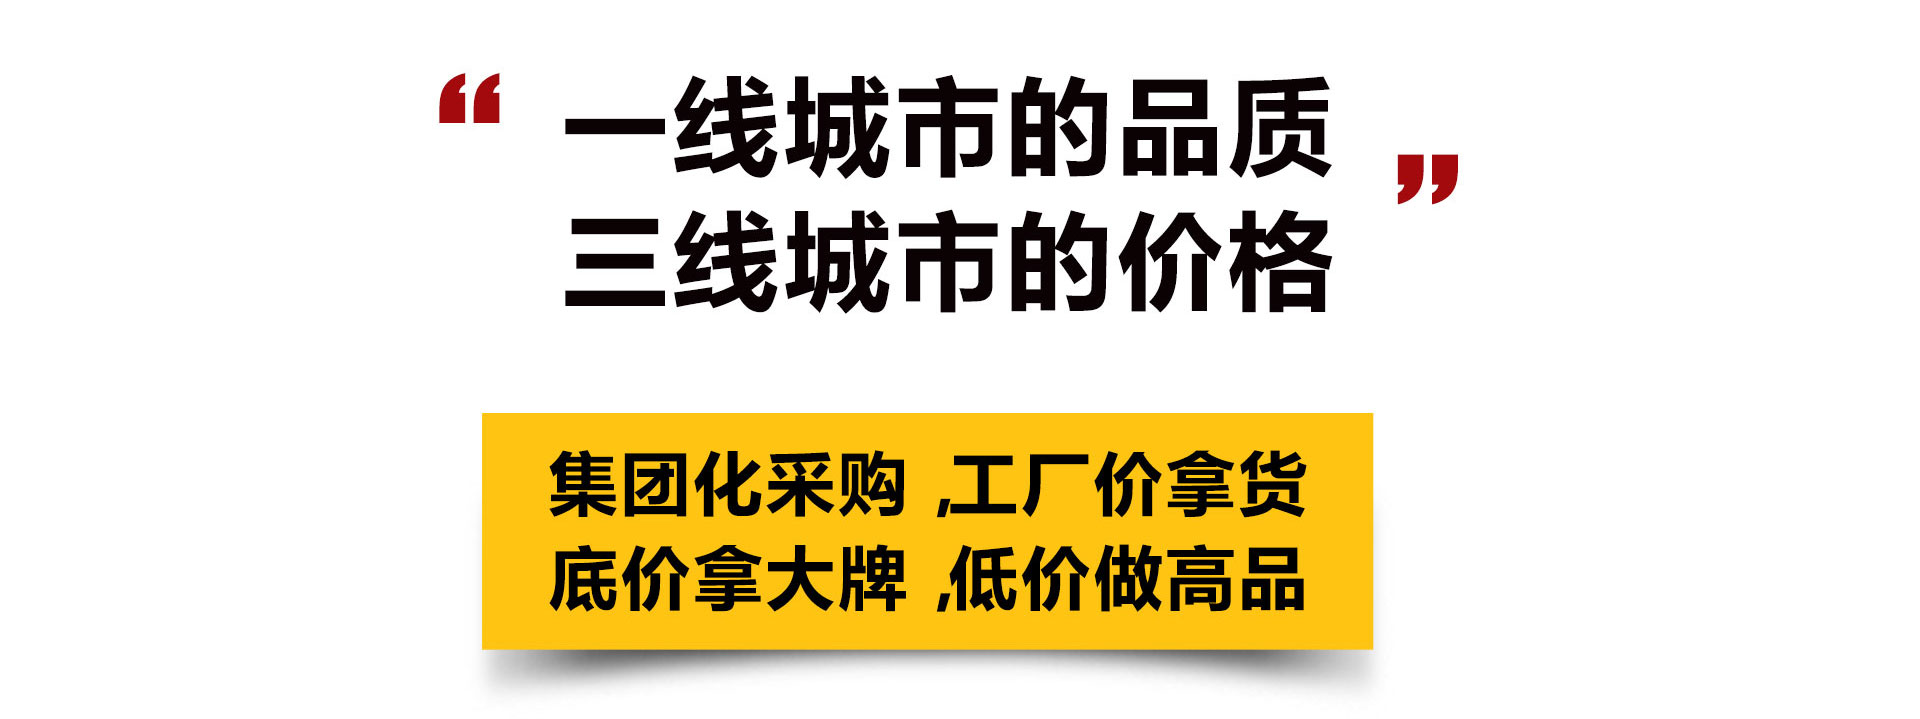 “一线城市的品质
三线城市的价格”
集团化采购,工厂价拿货
底价拿大牌,低价做高品